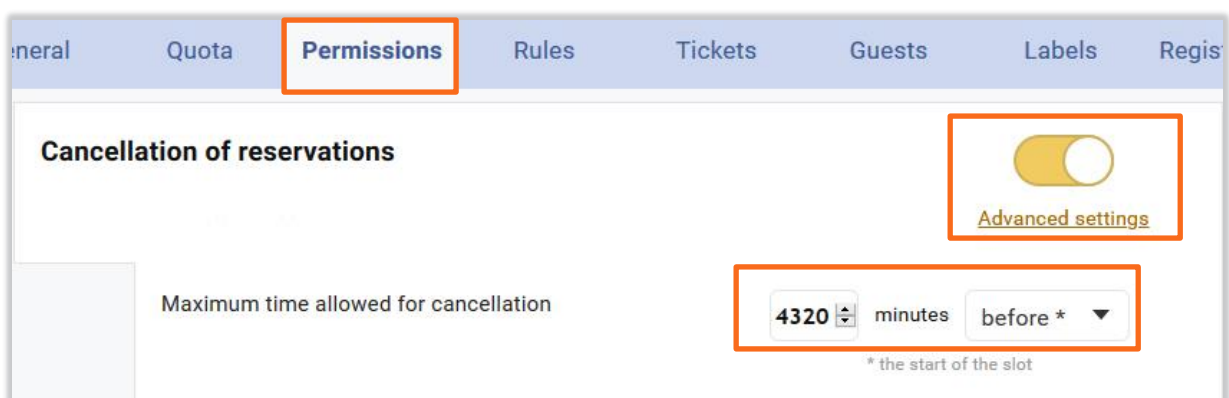 eneral Quota Permissions Rules Tickets Guests Labels Regis
Cancellation of reservations
Advanced settings
Maximum time allowed for cancellation 4320 minutes before *
* the start of the slot